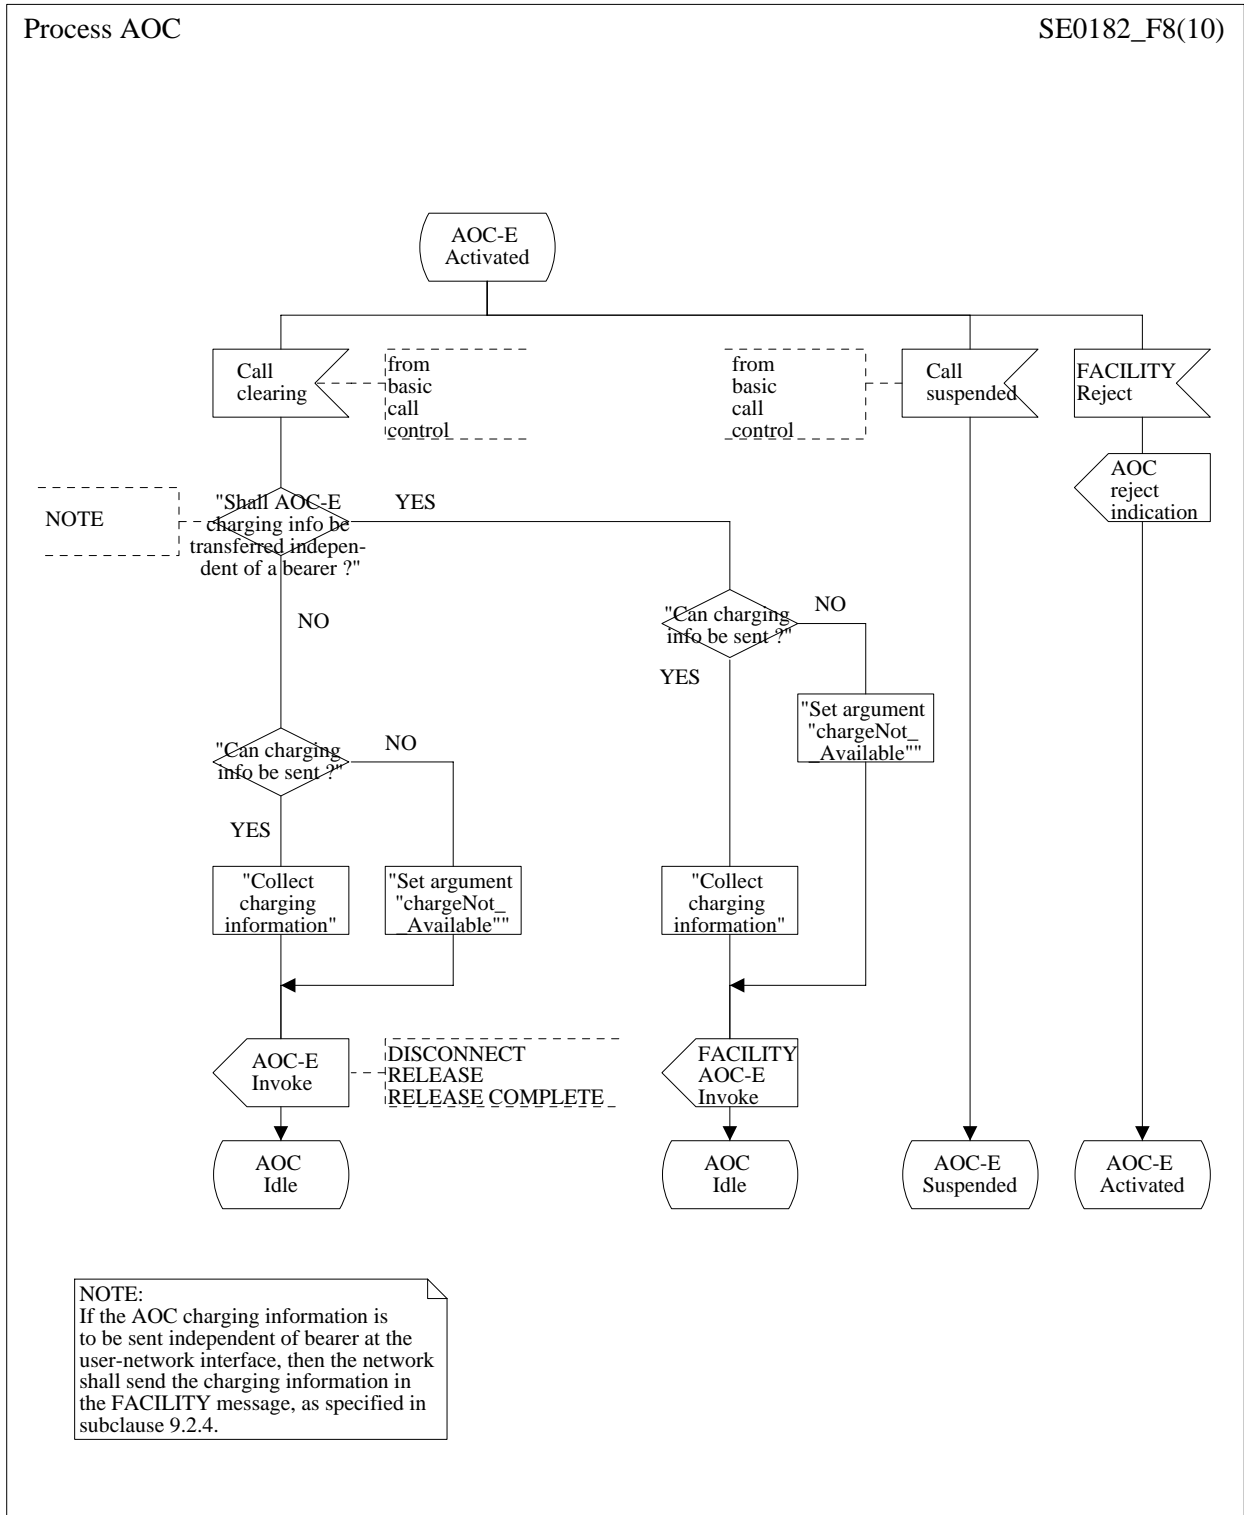 Process AOC
SE0182_F8(10)
AOC-E
Activated
Call
clearing
from
basic
call
control
from
basic
call
control
Call
suspended
FACILITY
Reject
AOC
reject
indication
NOTE
"Shall AOC-E
charging info be
transferred indepen-
dent of a bearer ?"
YES
NO
"Can charging
info be sent ?"
NO
YES
"Set argument
"chargeNot_
_Available""
"Can charging
info be sent ?"
NO
YES
"Collect
charging
information"
"Set argument
"chargeNot_
_Available""
"Collect
charging
information"
AOC-E
Invoke
DISCONNECT
RELEASE
RELEASE COMPLETE
FACILITY
AOC-E
Invoke
AOC
Idle
AOC
Idle
AOC-E
Suspended
AOC-E
Activated
NOTE:
If the AOC charging information is
to be sent independent of bearer at the
user-network interface, then the network
shall send the charging information in
the FACILITY message, as specified in
subclause 9.2.4.